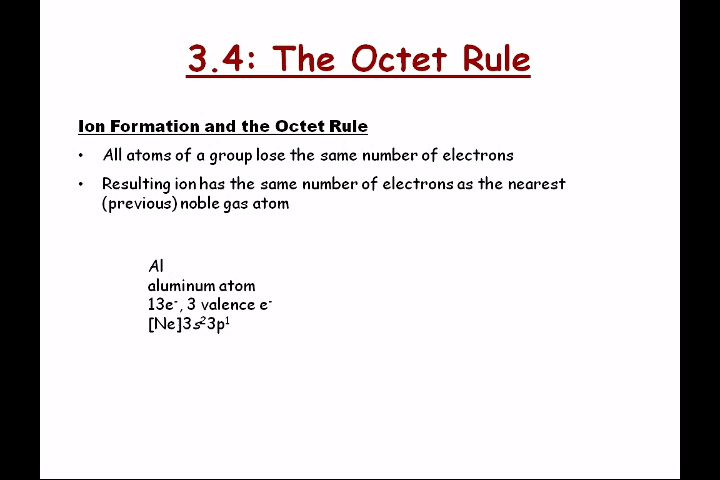 3.4: The Octet Rule
Ion Formation and the Octet Rule
• All atoms of a group lose the same number of electrons
• Resulting ion has the same number of electrons as the nearest
(previous) noble gas atom
Al
aluminum atom
13e⁻, 3 valence e⁻
[Ne]3s²3p¹